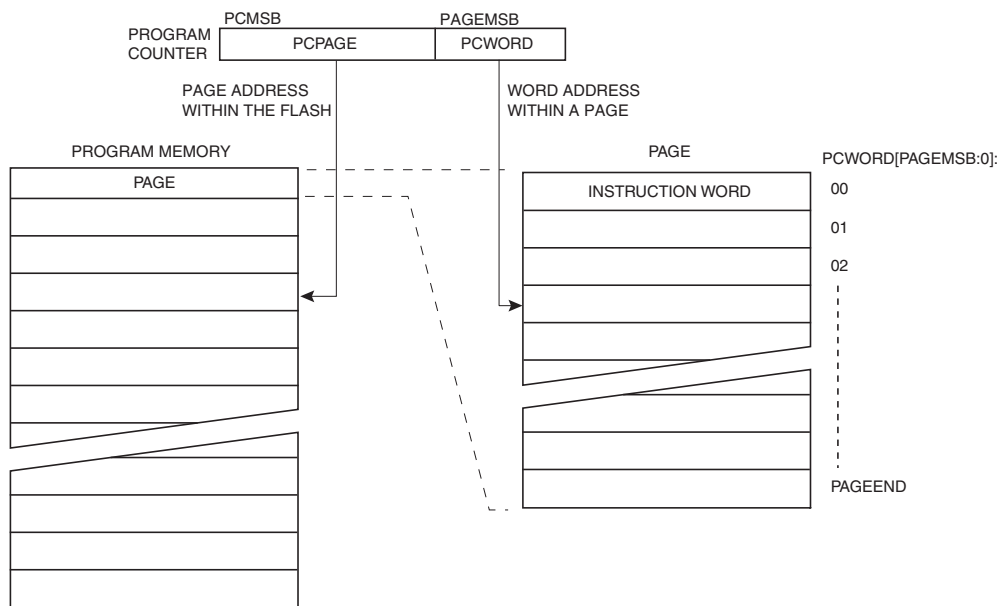 PCMSB
PAGEMSB
PROGRAM
COUNTER
PCPAGE
PCWORD
PAGE ADDRESS
WITHIN THE FLASH
WORD ADDRESS
WITHIN A PAGE
PROGRAM MEMORY
PAGE
PAGE
INSTRUCTION WORD
PCWORD[PAGEMSB:0]:
00
01
02
PAGEEND